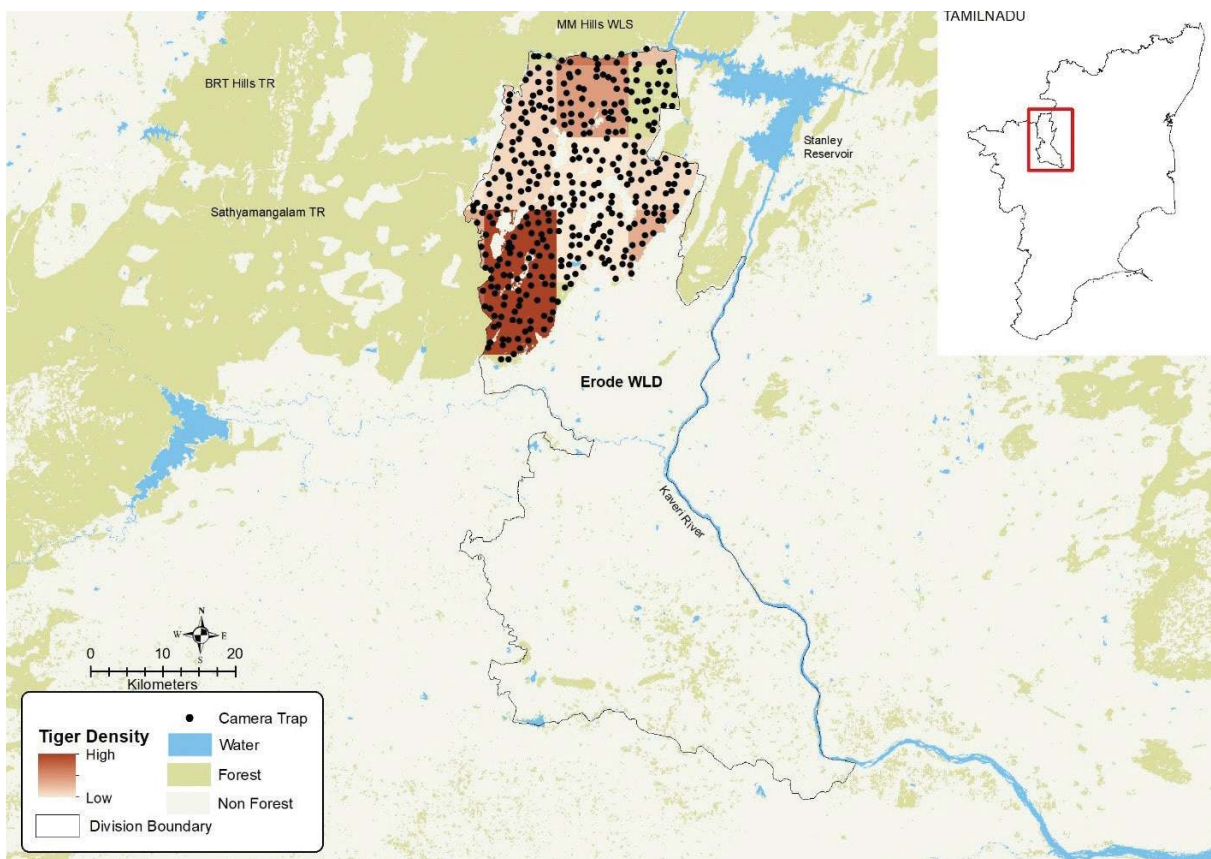 MM Hills WLS
TAMILNADU
BRT Hills TR
Stanley
Reservoir
Sathyamangalam TR
Erode WLD
Kaveri River
N
W E
S
0 10 20
Kilometers
Tiger Density
High
Low
Division Boundary
Camera Trap
Water
Forest
Non Forest